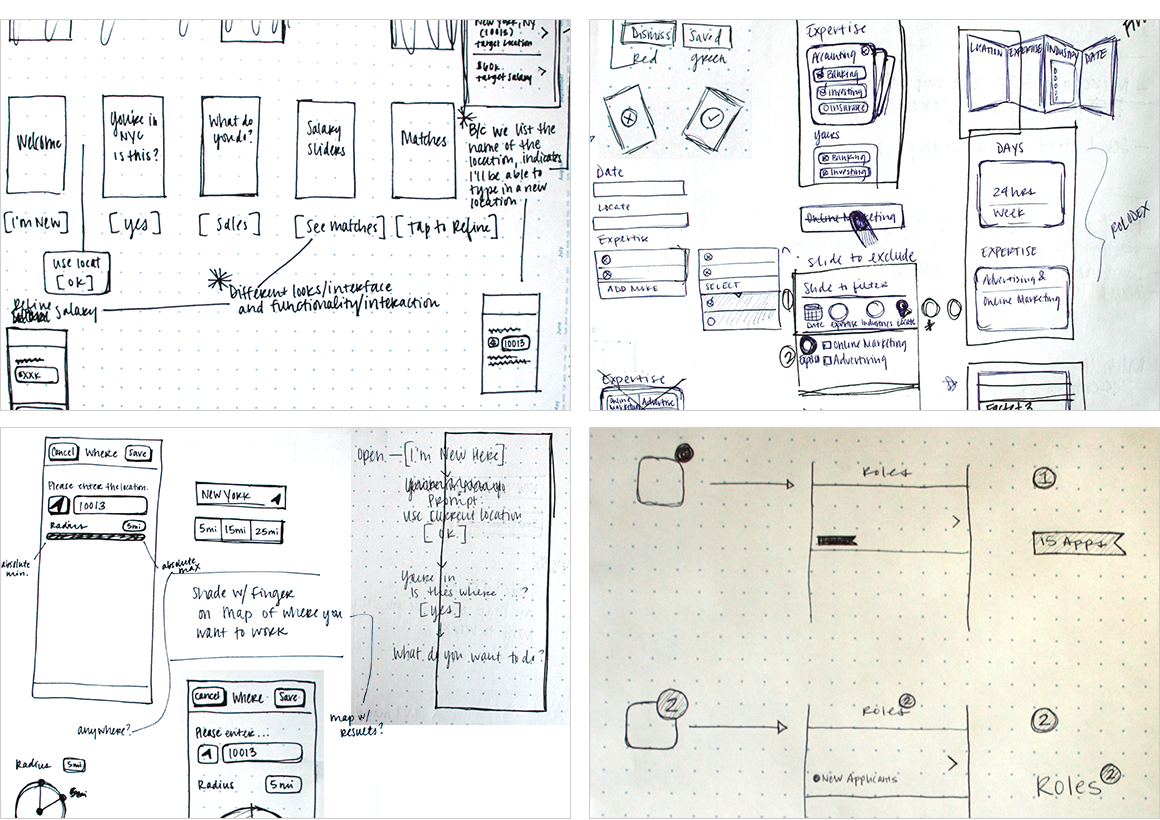 New York, NY
(10013)
target location
$60K
target salary
Welcome
You're in
NYC
is this?
What do
you do?
Salary
Sliders
Matches
B/c we list the
name of the
location, indicates
I'll be able to
type in a new
location
[I'm New]
[yes]
[Sales]
[See matches]
[tap to Refine]
use locat
[ok]
Different looks/interface
and functionality/interaction
Refine
Salary
$XXK
10013
Dismiss
Saved
red
green
Date
Locate
Expertise
ADD MORE
SELECT
Expertise
Online
Marketing
Advertise
Expertise
Accounting
Banking
Investing
Insurance
Yours
Banking
Investing
Online Marketing
Slide to exclude
Slide to filter
1
Date
expertise
industries
locate
2
Online Marketing
Advertising
LOCATION
EXPERTISE
INDUSTRY
DATE
DAYS
24 hrs
Week
EXPERTISE
Advertising &
Online Marketing
ROLODEX
Facet 3
Cancel
Where
Save
Please enter the location.
10013
Radius
5mi
absolute
min.
absolute
max
New York
5mi
15mi
25mi
Shade w/ finger
on map of where you
want to work
anywhere?
map w/
results?
Radius
5mi
5mi
Cancel
Where
Save
Please enter...:
10013
Radius
5mi
Open — [I'm New Here]
Prompt:
use current location
[ok]
You're in
Is this where ...?
[yes]
What do you want to do?
Roles
1
15 Apps
2
Roles 2
New Applicants
2
Roles 2